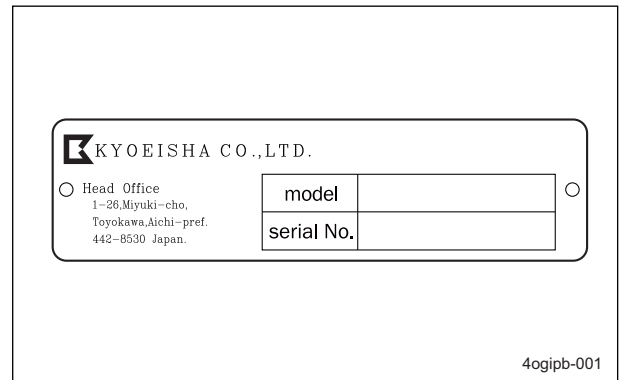 KYOEISHA CO.,LTD.
Head Office
1-26,Miyuki-cho,
Toyokawa,Aichi-pref.
442-8530 Japan.
model
serial No.
4ogipb-001